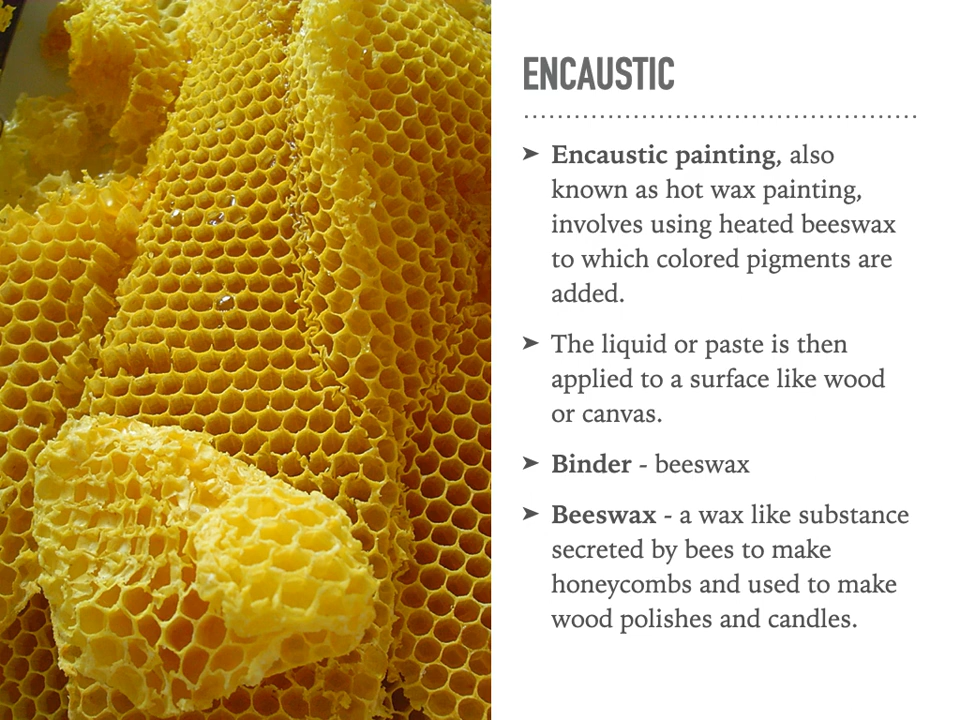 ENCAUSTIC
➤ Encaustic painting, also
known as hot wax painting,
involves using heated beeswax
to which colored pigments are
added.
➤ The liquid or paste is then
applied to a surface like wood
or canvas.
➤ Binder - beeswax
➤ Beeswax - a wax like substance
secreted by bees to make
honeycombs and used to make
wood polishes and candles.